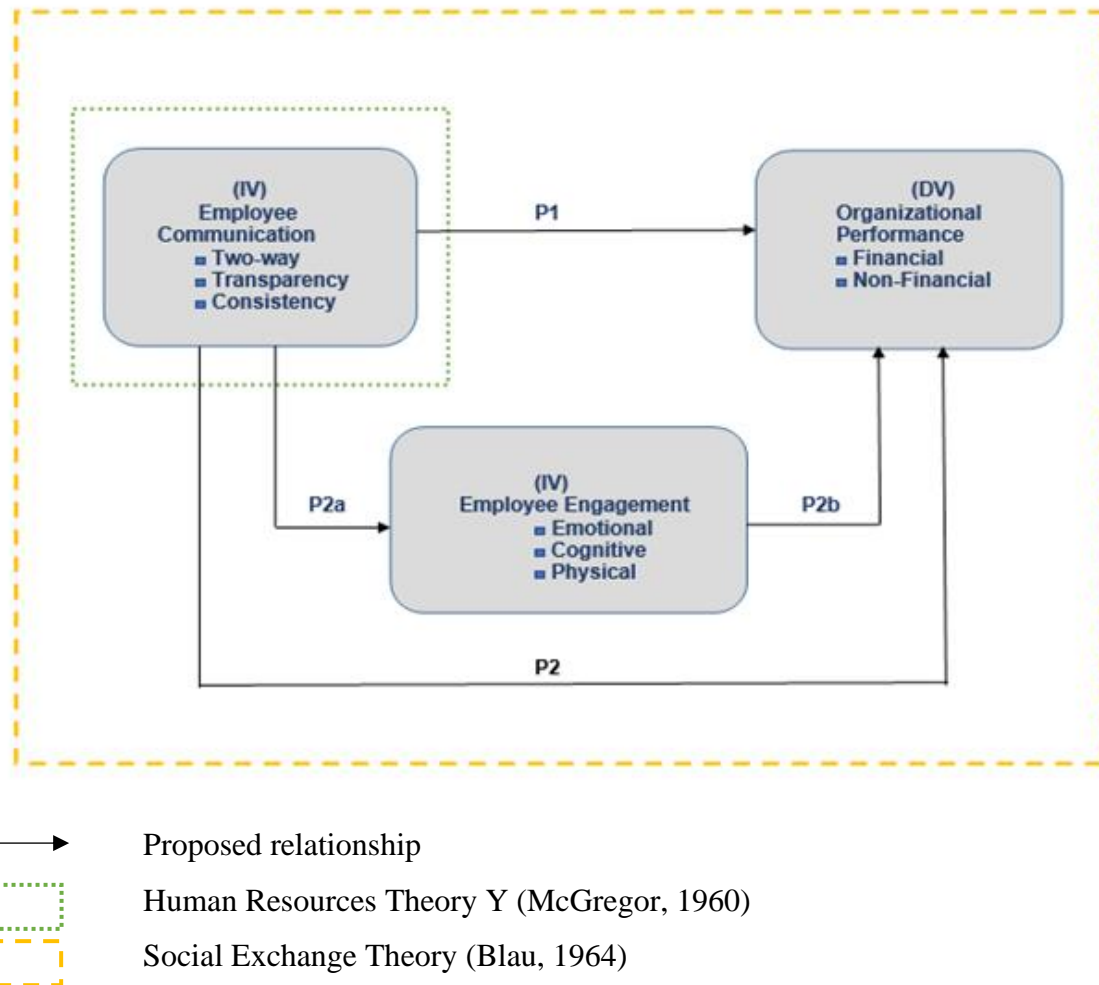 (IV)
Employee
Communication
Two-way
Transparency
Consistency
P1
(DV)
Organizational
Performance
Financial
Non-Financial
P2a
(IV)
Employee Engagement
Emotional
Cognitive
Physical
P2b
P2
Proposed relationship
Human Resources Theory Y (McGregor, 1960)
Social Exchange Theory (Blau, 1964)